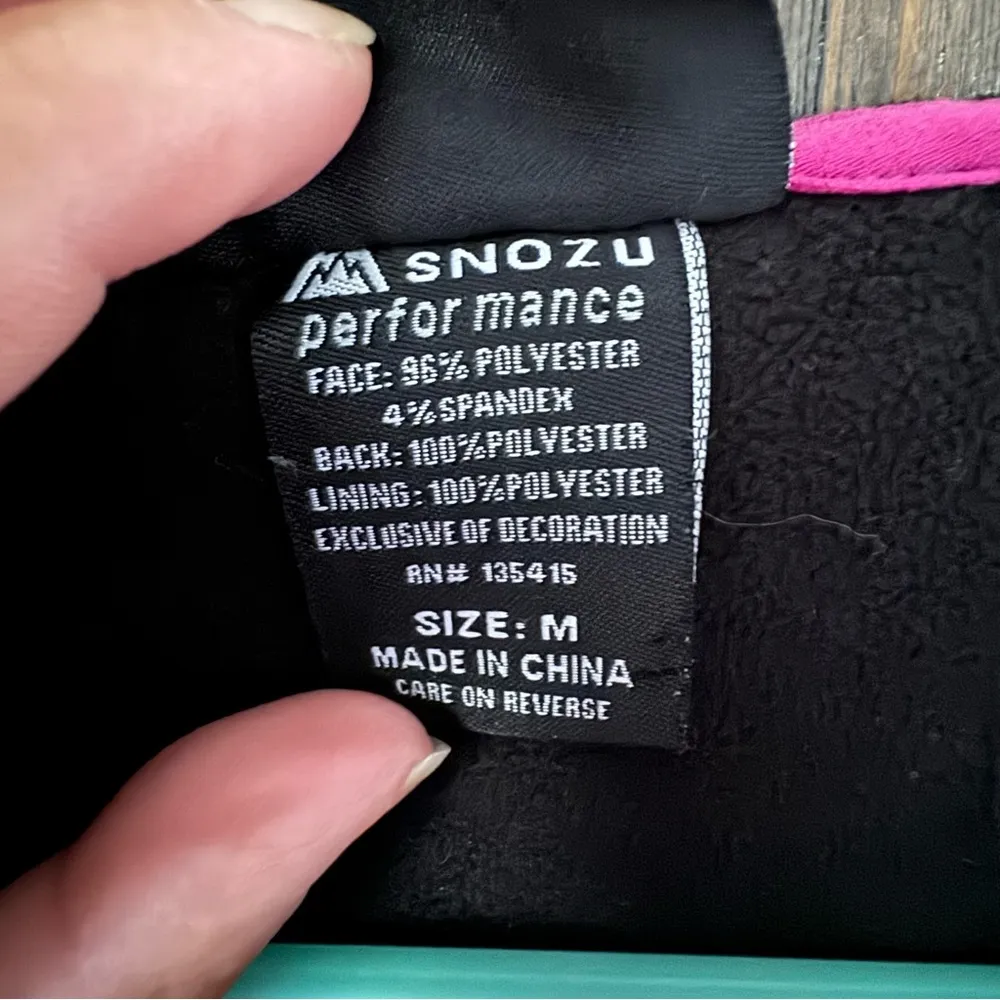 SNOZU
performance
FACE: 96% POLYESTER
4% SPANDEX
BACK: 100% POLYESTER
LINING: 100% POLYESTER
EXCLUSIVE OF DECORATION
RN# 135415
SIZE: M
MADE IN CHINA
CARE ON REVERSE